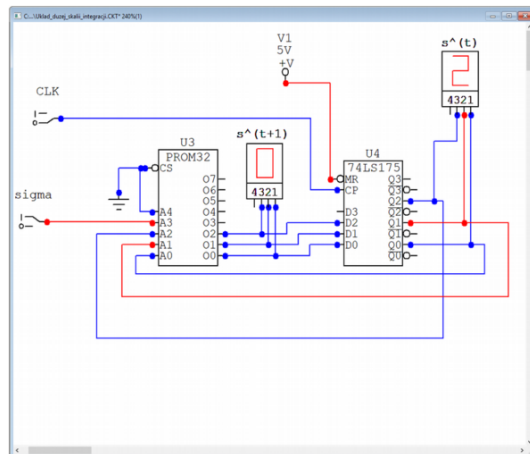 C:\...\Uklad_duzej_skali_integracji.CKT* 240%(1)
V1
5V
+V
s^(t)
2
4321
CLK
U3
PROM32
CS
A4
A3
A2
A1
A0
O7
O6
O5
O4
O3
O2
O1
O0
s^(t+1)
0
4321
U4
74LS175
MR
CP
D3
D2
D1
D0
Q3
Q3
Q2
Q2
Q1
Q1
Q0
Q0
sigma